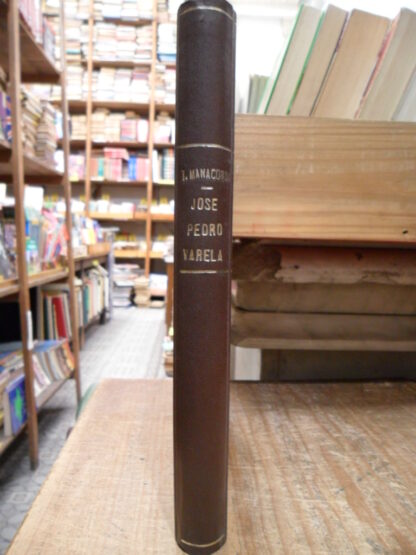 T. MANACORDA
JOSE
PEDRO
VARELA